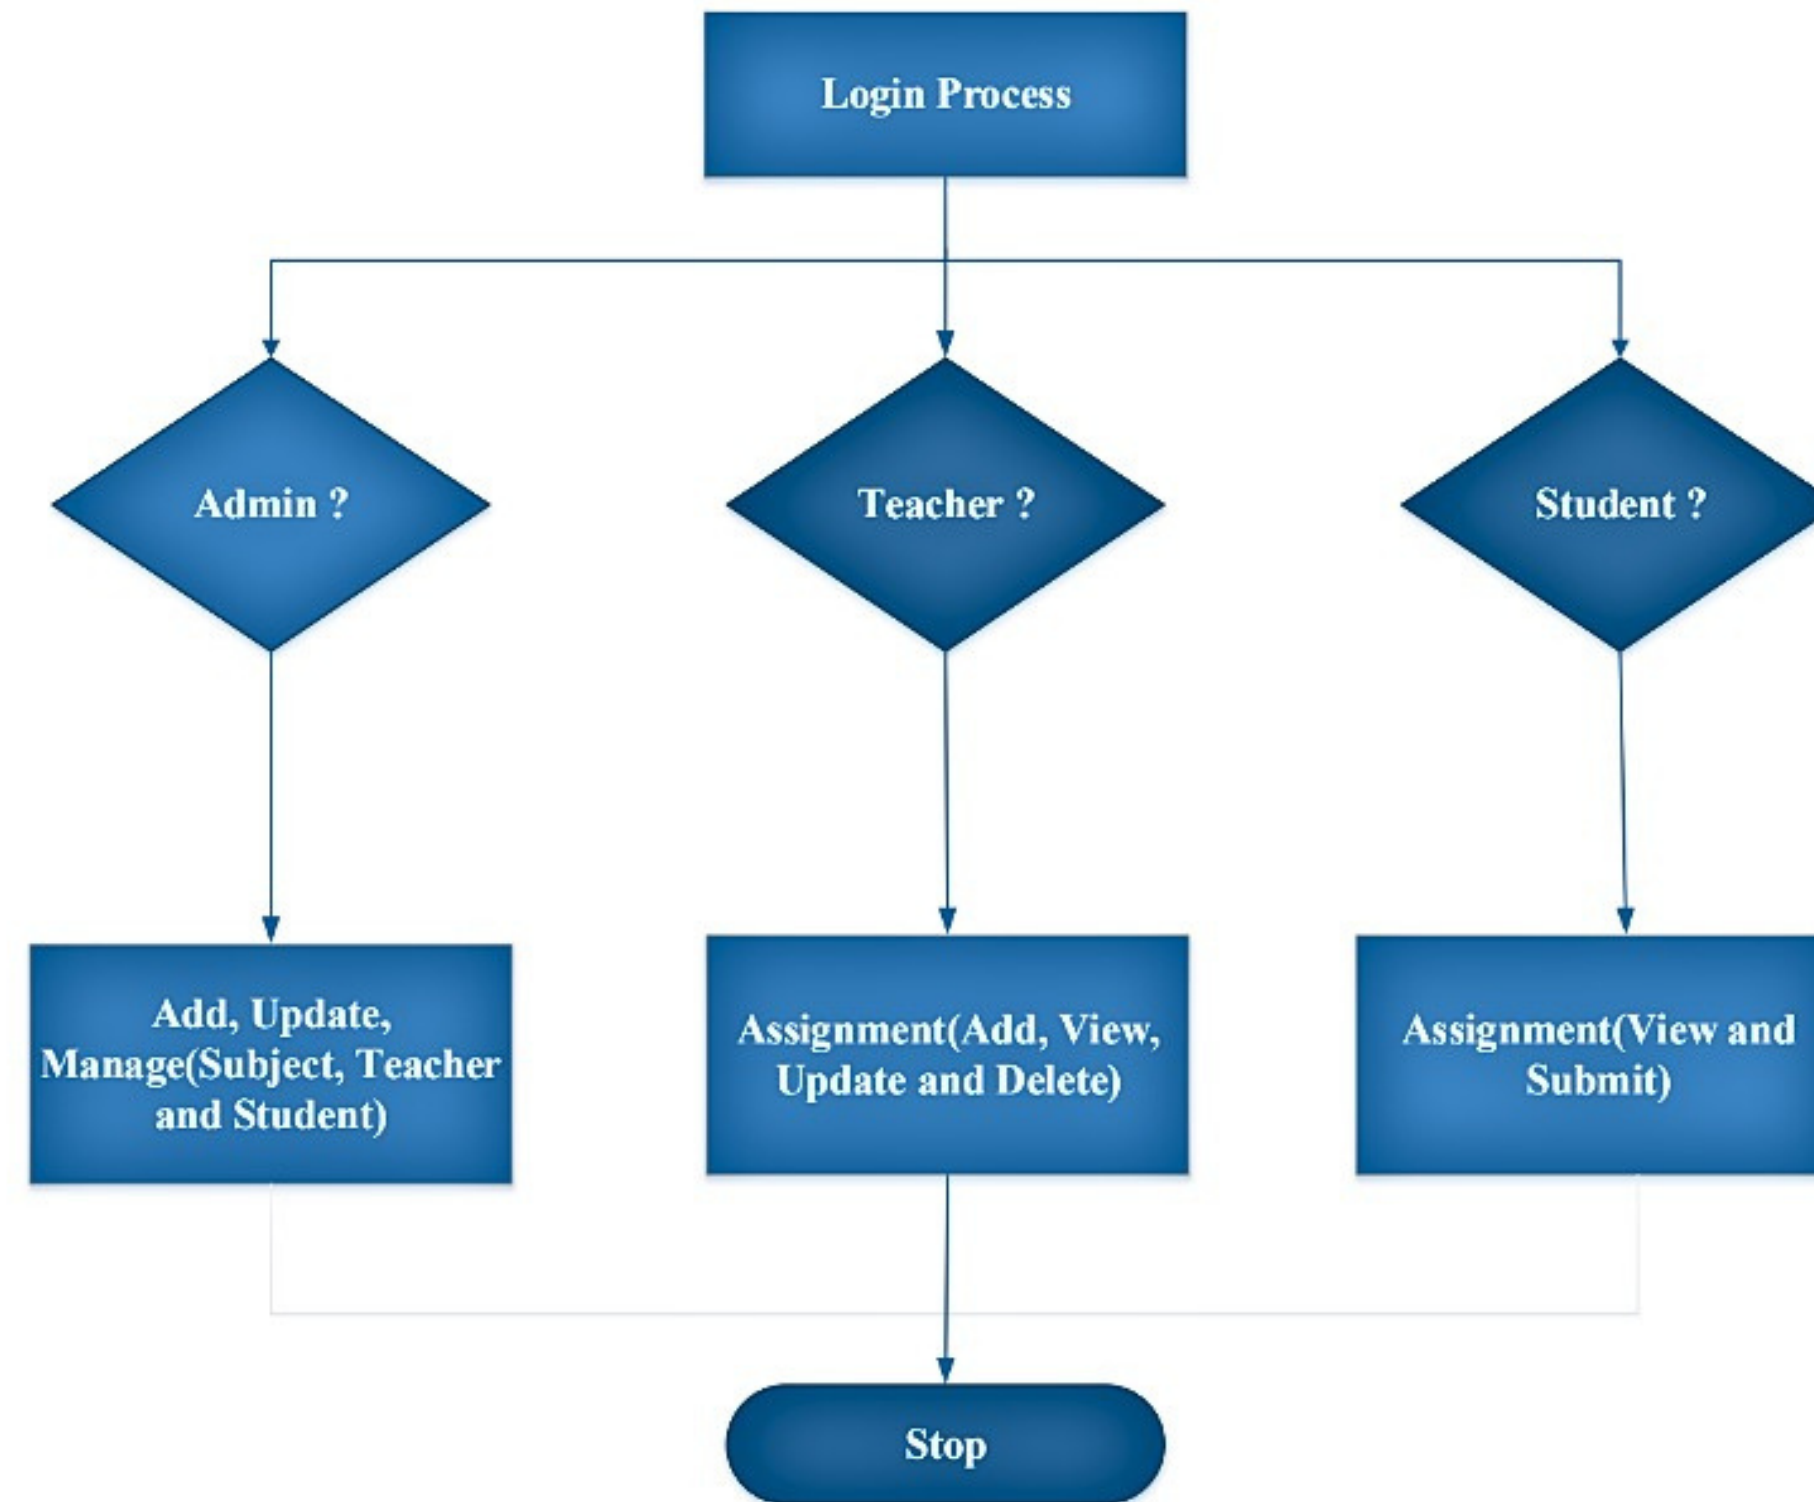 Login Process
Admin ?
Teacher ?
Student ?
Add, Update,
Manage(Subject, Teacher
and Student)
Assignment(Add, View,
Update and Delete)
Assignment(View and
Submit)
Stop